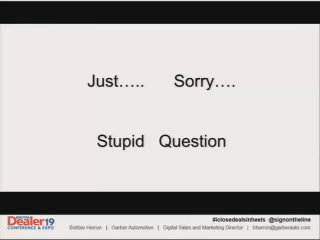 Just….. Sorry….
Stupid Question
#iclosedealsinheels @signontheline
Dealer19
CONFERENCE & EXPO
Bobbie Herron | Garber Automotive | Digital Sales and Marketing Director | bherron@garberauto.com